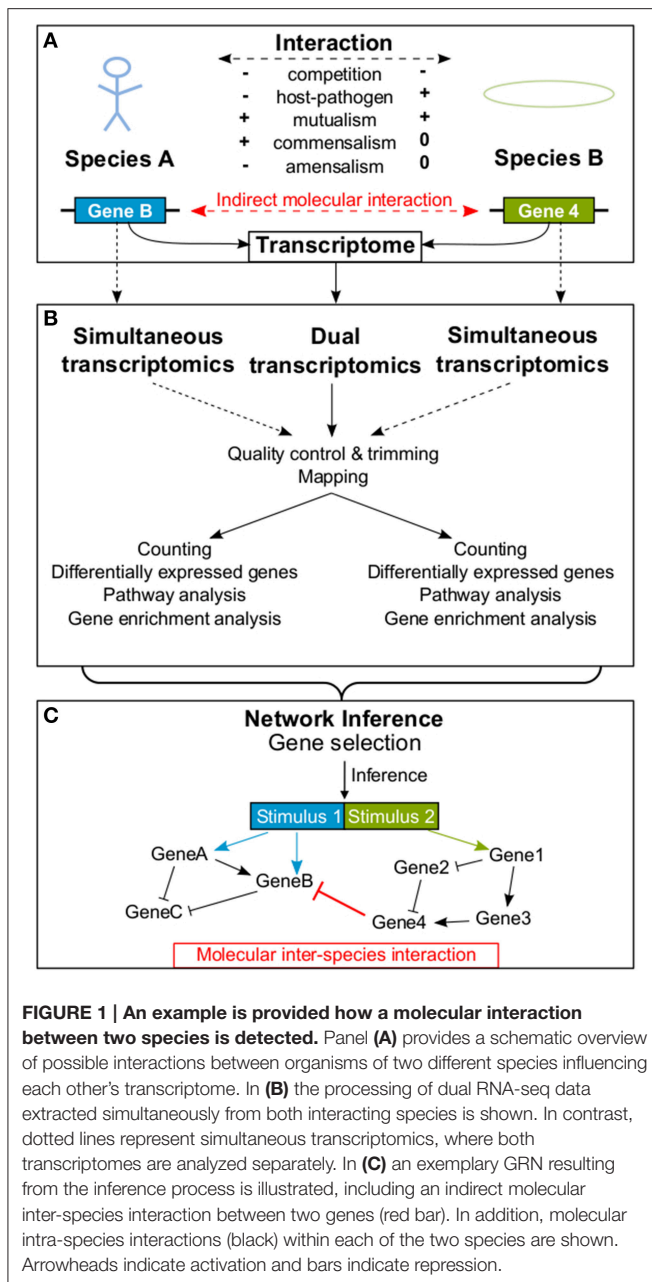 A
Interaction
- competition -
- host-pathogen +
+ mutualism +
+ commensalism 0
- amensalism 0
Species A
Species B
Gene B
Indirect molecular interaction
Gene 4
Transcriptome
B
Simultaneous
transcriptomics
Dual
transcriptomics
Simultaneous
transcriptomics
Quality control & trimming
Mapping
Counting
Differentially expressed genes
Pathway analysis
Gene enrichment analysis
Counting
Differentially expressed genes
Pathway analysis
Gene enrichment analysis
C
Network Inference
Gene selection
Inference
Stimulus 1
Stimulus 2
GeneA
GeneB
GeneC
Gene2
Gene1
Gene4
Gene3
Molecular inter-species interaction
FIGURE 1 | An example is provided how a molecular interaction
between two species is detected. Panel (A) provides a schematic overview
of possible interactions between organisms of two different species influencing
each other's transcriptome. In (B) the processing of dual RNA-seq data
extracted simultaneously from both interacting species is shown. In contrast,
dotted lines represent simultaneous transcriptomics, where both
transcriptomes are analyzed separately. In (C) an exemplary GRN resulting
from the inference process is illustrated, including an indirect molecular
inter-species interaction between two genes (red bar). In addition, molecular
intra-species interactions (black) within each of the two species are shown.
Arrowheads indicate activation and bars indicate repression.